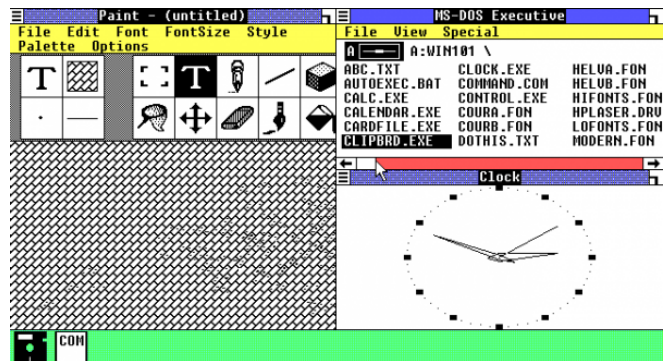 Paint - (untitled)
File Edit Font FontSize Style
Palette Options
T
T
MS-DOS Executive
File View Special
A A:WIN101 \
ABC.TXT CLOCK.EXE HELVA.FON
AUTOEXEC.BAT COMMAND.COM HELVB.FON
CALC.EXE CONTROL.EXE HIFONTS.FON
CALENDAR.EXE COURA.FON HPLASER.DRV
CARDFILE.EXE COURB.FON LOFONTS.FON
CLIPBRD.EXE DOTHIS.TXT MODERN.FON
Clock
COM